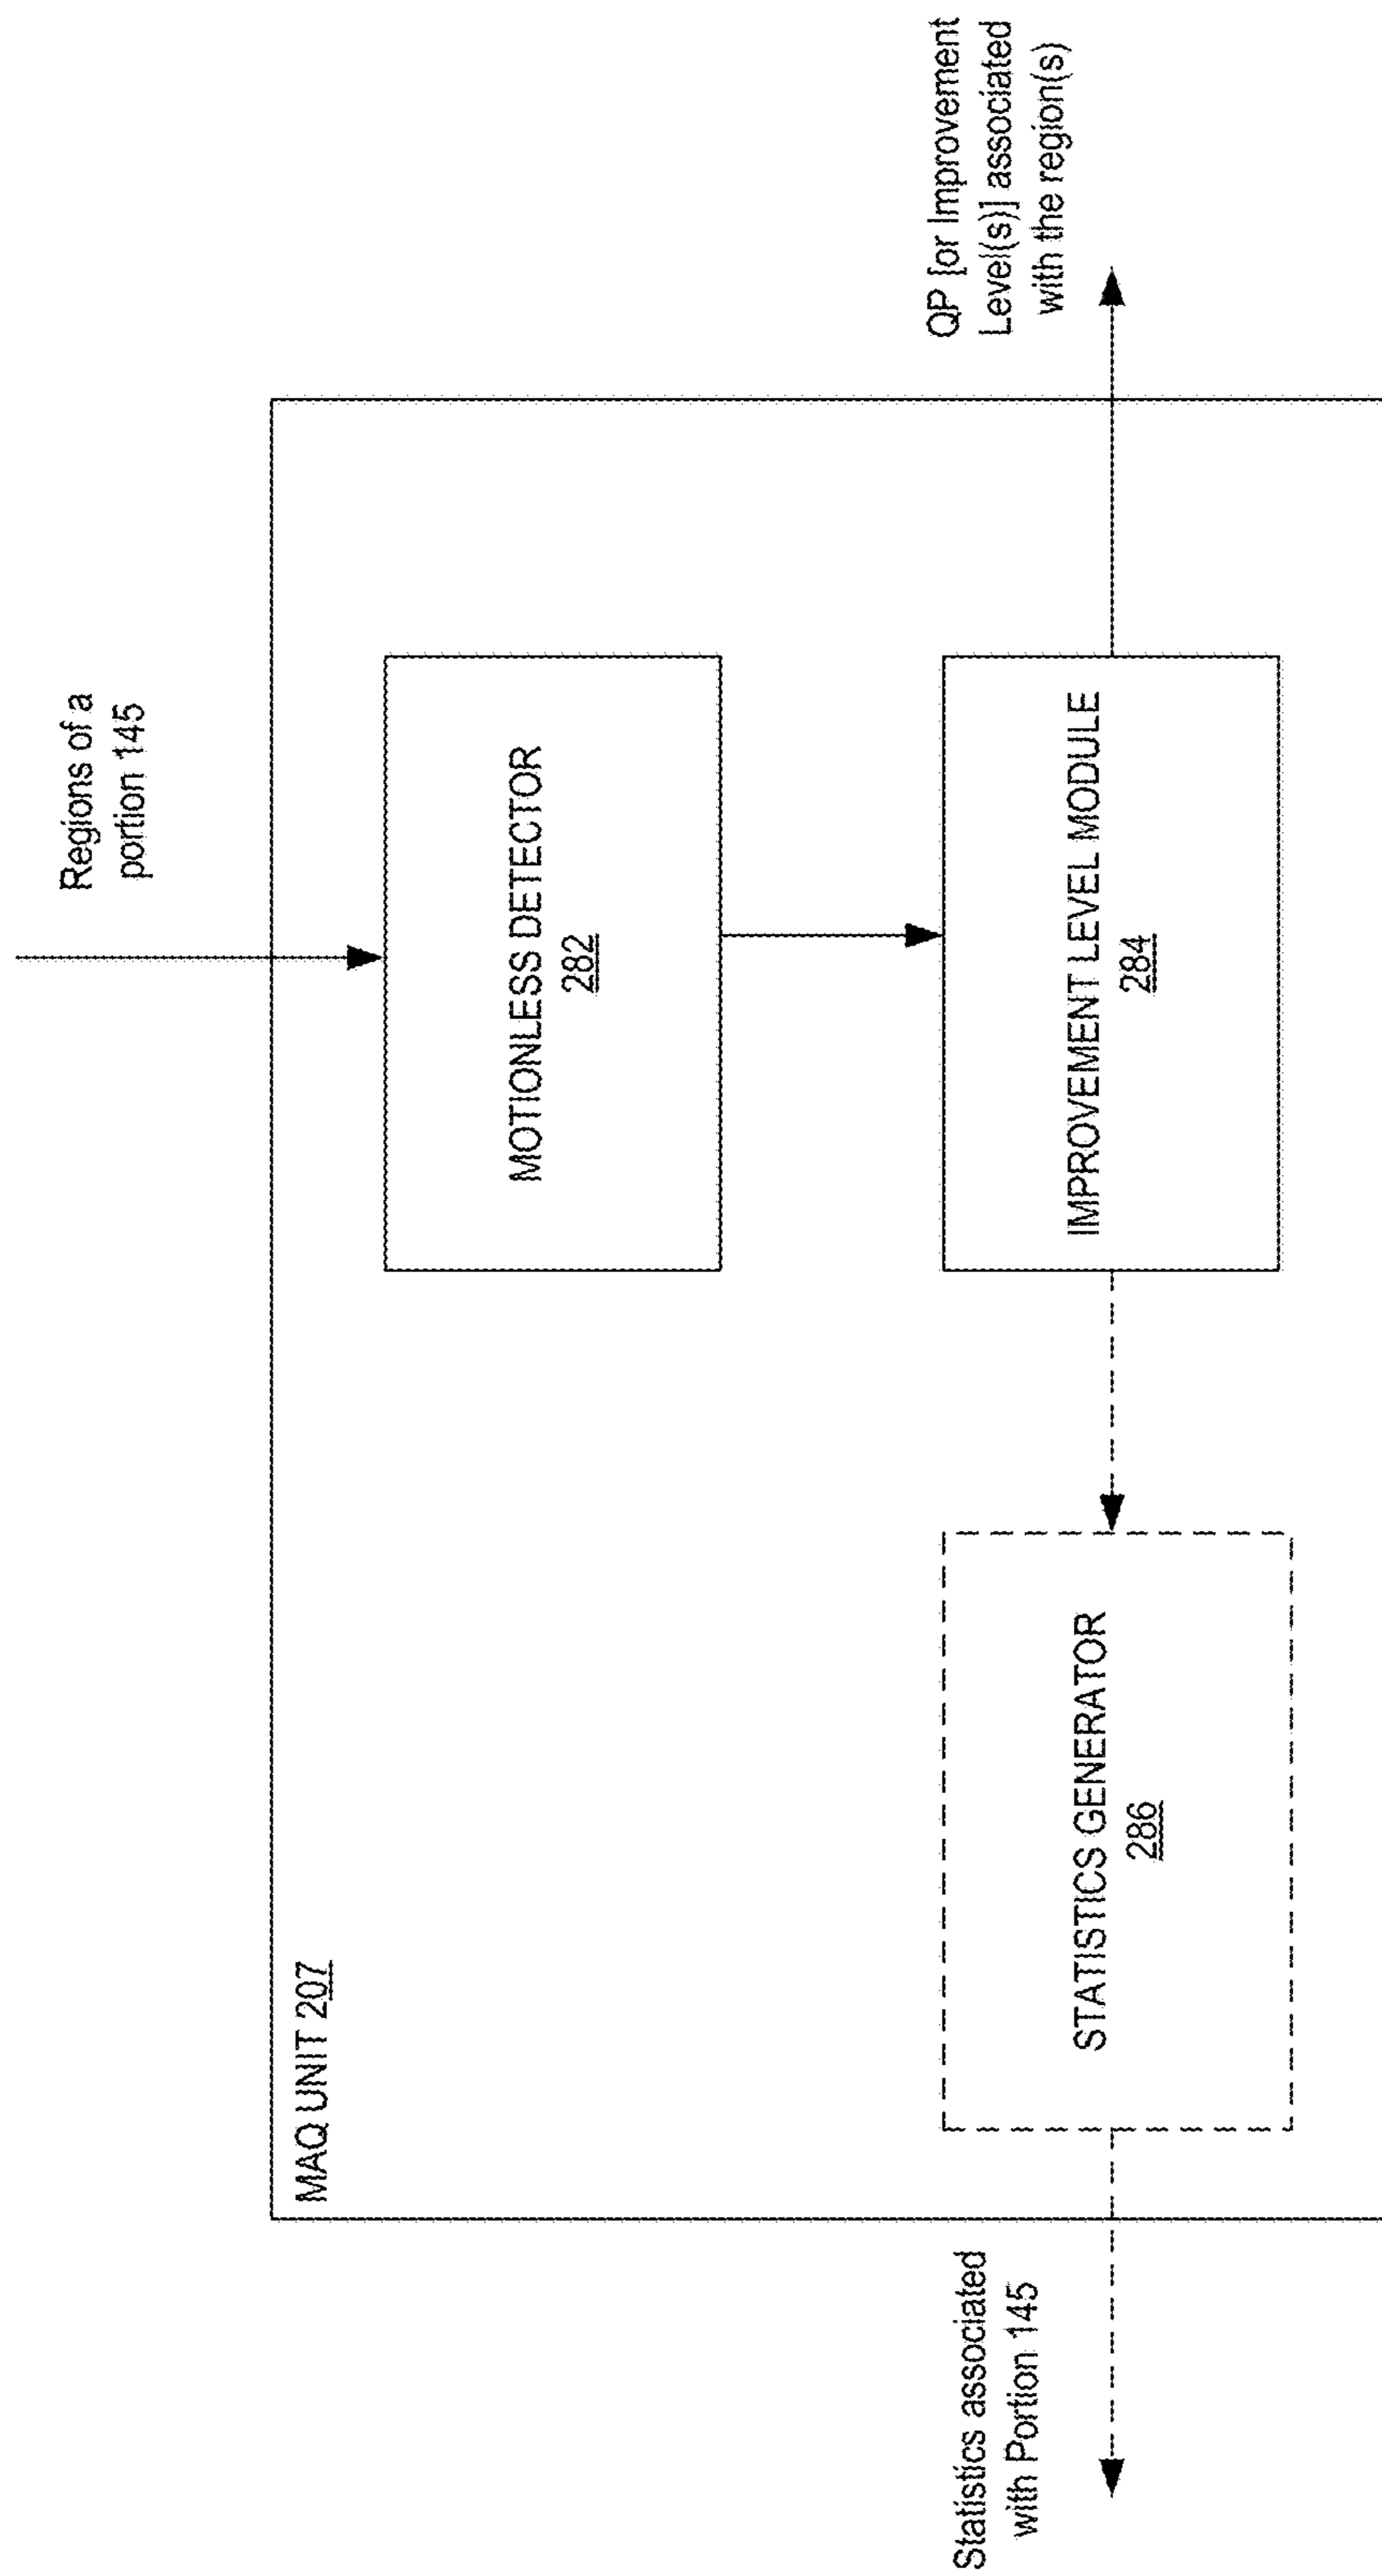 MAQ UNIT 207
Regions of a
portion 145
MOTIONLESS DETECTOR
282
Statistics associated
with Portion 145
STATISTICS GENERATOR
286
IMPROVEMENT LEVEL MODULE
284
QP [or Improvement
Level(s)] associated
with the region(s)